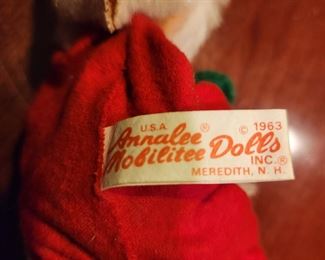 U.S.A. © 1963
Annalee® Dolls
Mobilitee INC.®
MEREDITH, N. H.